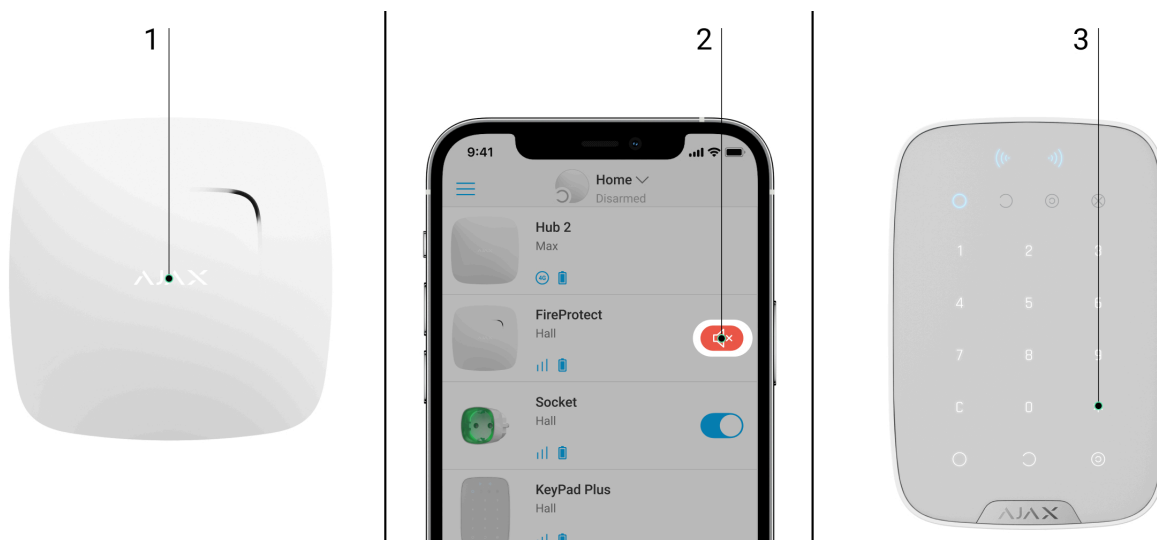 1
AJAX
2
9:41
Home
Disarmed
Hub 2
Max
4G
FireProtect
Hall
Socket
Hall
KeyPad Plus
Hall
3
1 2 3
4 5 6
7 8 9
C 0
AJAX